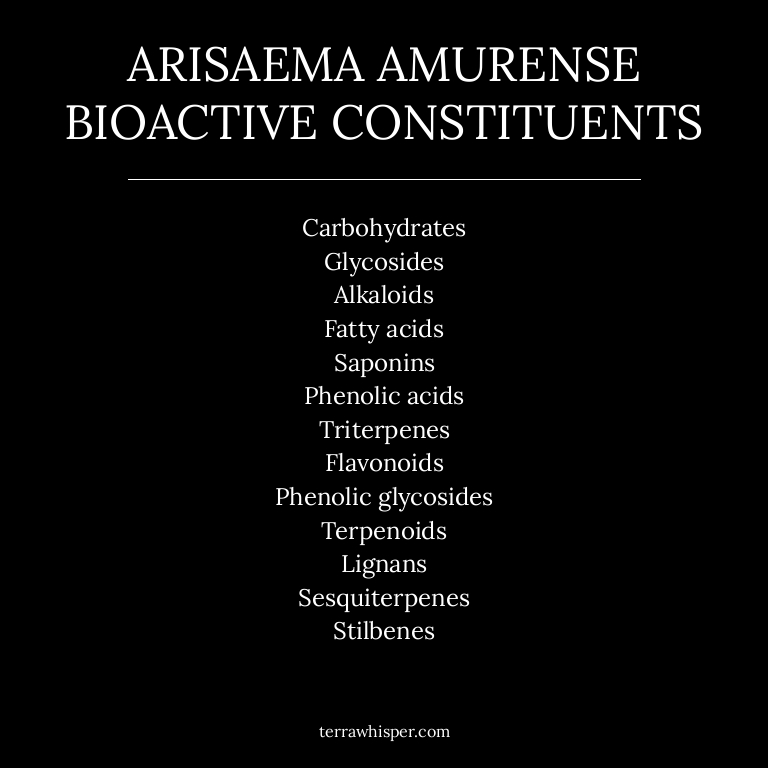 ARISAEMA AMURENSE
BIOACTIVE CONSTITUENTS
Carbohydrates
Glycosides
Alkaloids
Fatty acids
Saponins
Phenolic acids
Triterpenes
Flavonoids
Phenolic glycosides
Terpenoids
Lignans
Sesquiterpenes
Stilbenes
terrawhisper.com